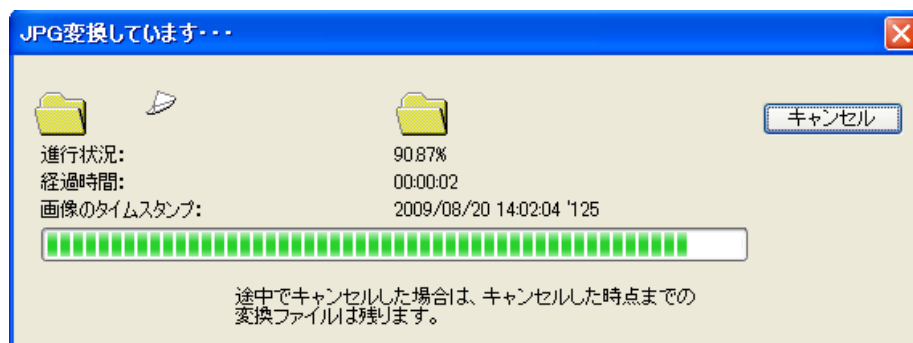 JPG変換しています・・・
キャンセル
進行状況: 90.87%
経過時間: 00:00:02
画像のタイムスタンプ: 2009/08/20 14:02:04 '125
途中でキャンセルした場合は、キャンセルした時点までの
変換ファイルは残ります。